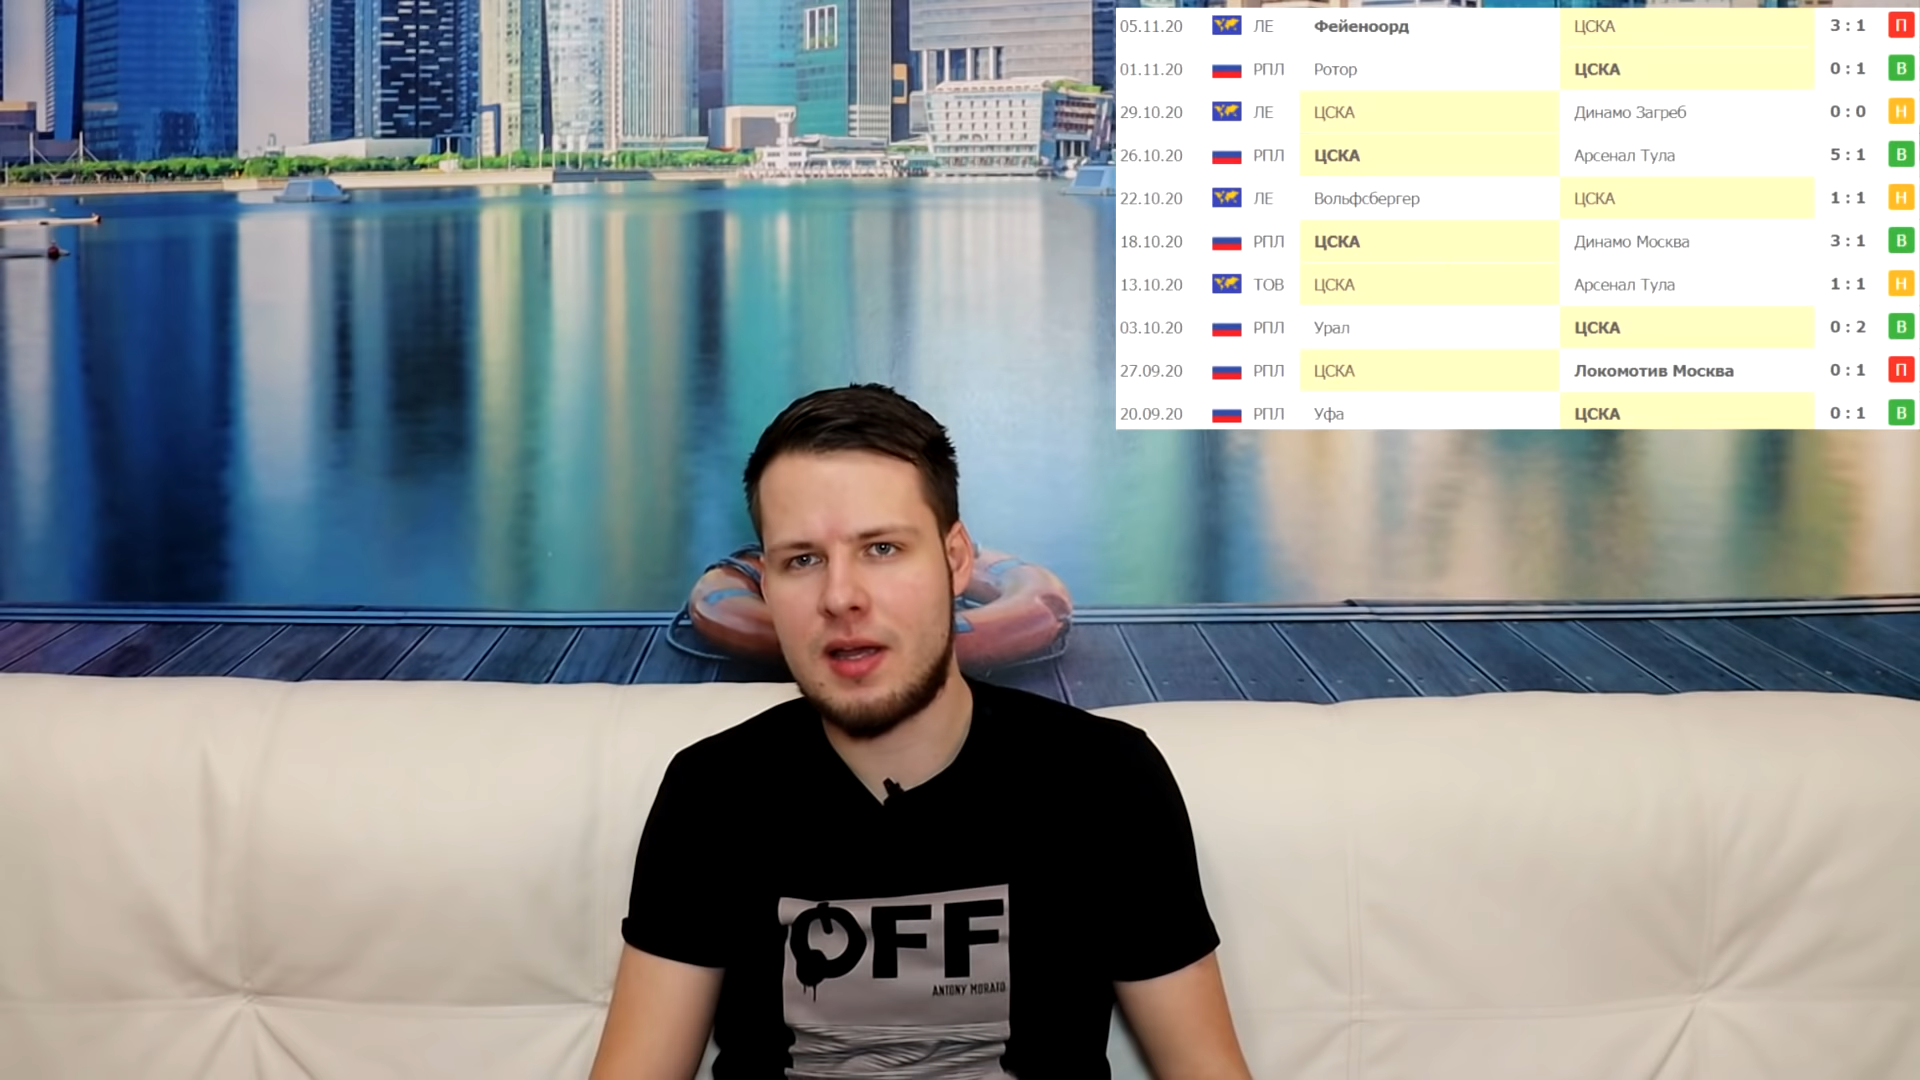 05.11.20 ЛЕ Фейеноорд ЦСКА 3 : 1 П
01.11.20 РПЛ Ротор ЦСКА 0 : 1 В
29.10.20 ЛЕ ЦСКА Динамо Загреб 0 : 0 Н
26.10.20 РПЛ ЦСКА Арсенал Тула 5 : 1 В
22.10.20 ЛЕ Вольфсбергер ЦСКА 1 : 1 Н
18.10.20 РПЛ ЦСКА Динамо Москва 3 : 1 В
13.10.20 ТОВ ЦСКА Арсенал Тула 1 : 1 Н
03.10.20 РПЛ Урал ЦСКА 0 : 2 В
27.09.20 РПЛ ЦСКА Локомотив Москва 0 : 1 П
20.09.20 РПЛ Уфа ЦСКА 0 : 1 В
OFF
ANTONY MORATO